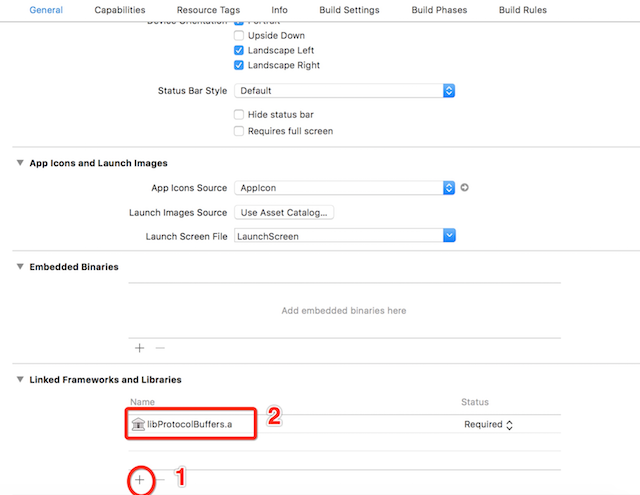 General Capabilities Resource Tags Info Build Settings Build Phases Build Rules
Device Orientation Portrait
Upside Down
Landscape Left
Landscape Right
Status Bar Style Default
Hide status bar
Requires full screen
App Icons and Launch Images
App Icons Source AppIcon
Launch Images Source Use Asset Catalog...
Launch Screen File LaunchScreen
Embedded Binaries
Add embedded binaries here
Linked Frameworks and Libraries
Name Status
libProtocolBuffers.a Required
2
1